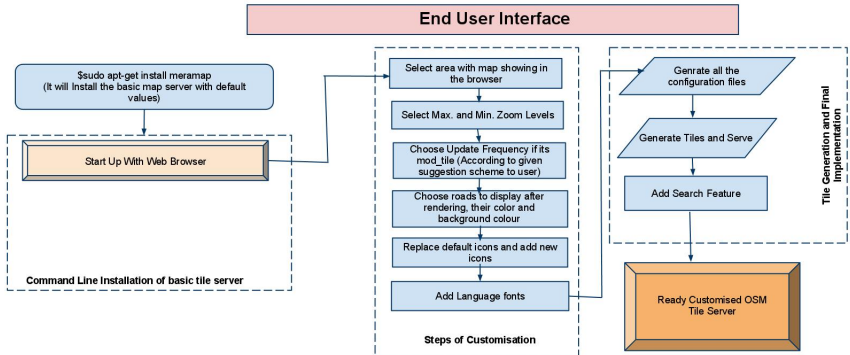 End User Interface
$sudo apt-get install meramap
(It will Install the basic map server with default
values)
Start Up With Web Browser
Command Line Installation of basic tile server
Select area with map showing in
the browser
Select Max. and Min. Zoom Levels
Choose Update Frequency if its
mod_tile (According to given
suggestion scheme to user)
Choose roads to display after
rendering, their color and
background colour
Replace default icons and add new
icons
Add Language fonts
Steps of Customisation
Genrate all the
configuration files
Generate Tiles and Serve
Add Search Feature
Tile Generation and Final
Implementation
Ready Customised OSM
Tile Server